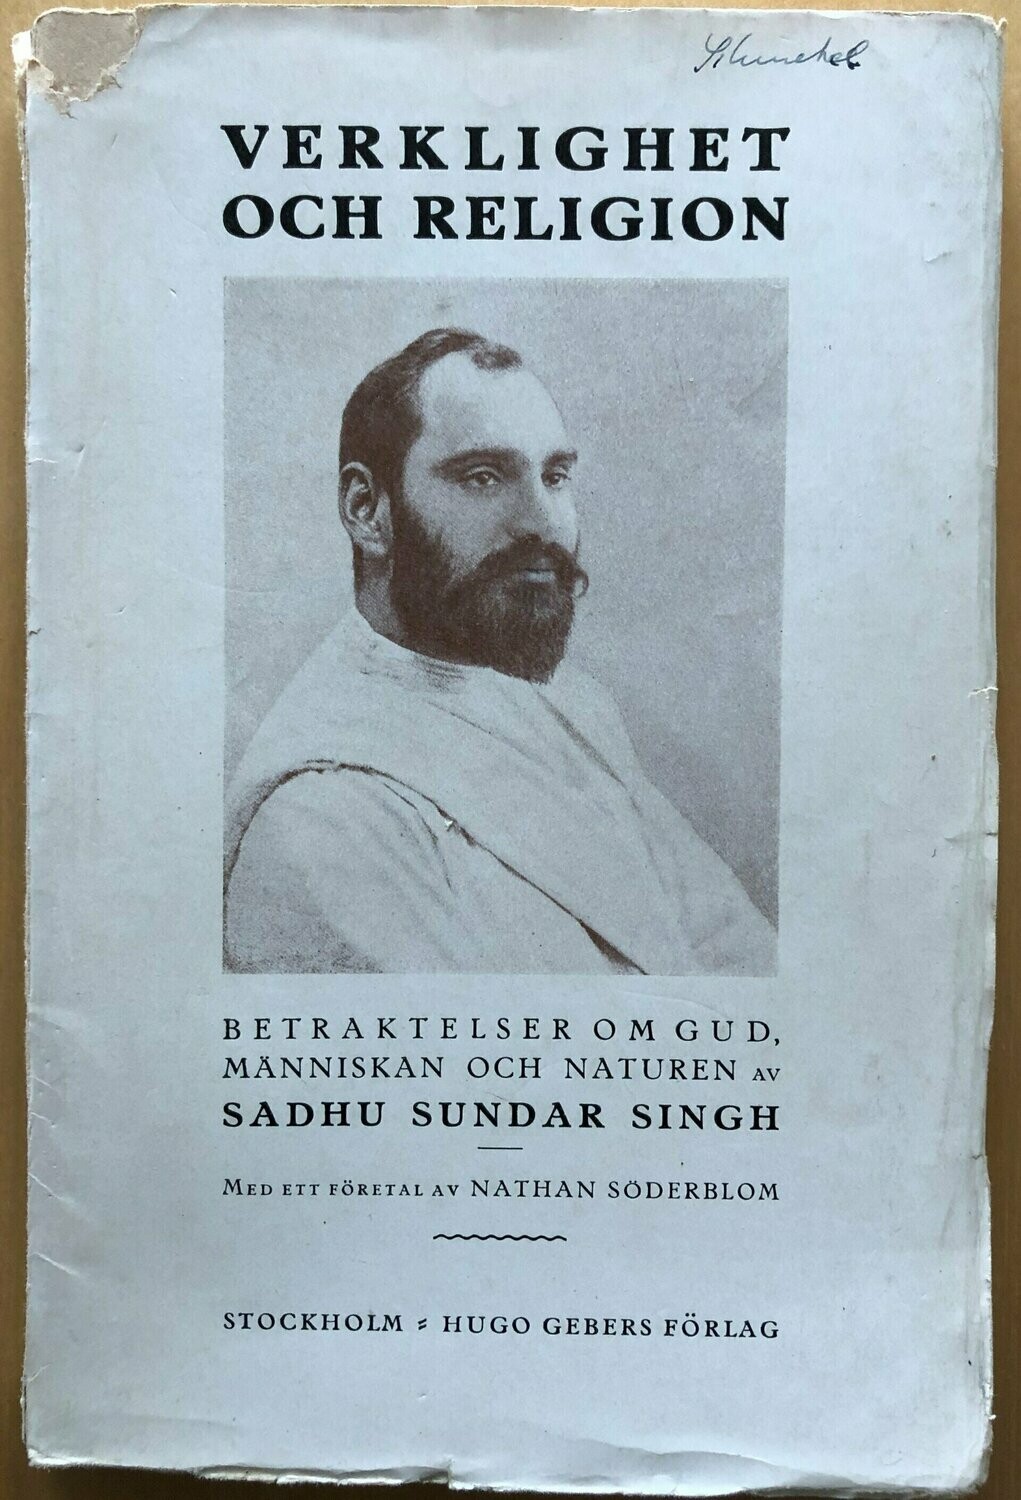 VERKLIGHET
OCH RELIGION
BETRAKTELSER OM GUD,
MÄNNISKAN OCH NATUREN AV
SADHU SUNDAR SINGH
MED ETT FÖRETAL AV NATHAN SÖDERBLOM
STOCKHOLM HUGO GEBERS FÖRLAG